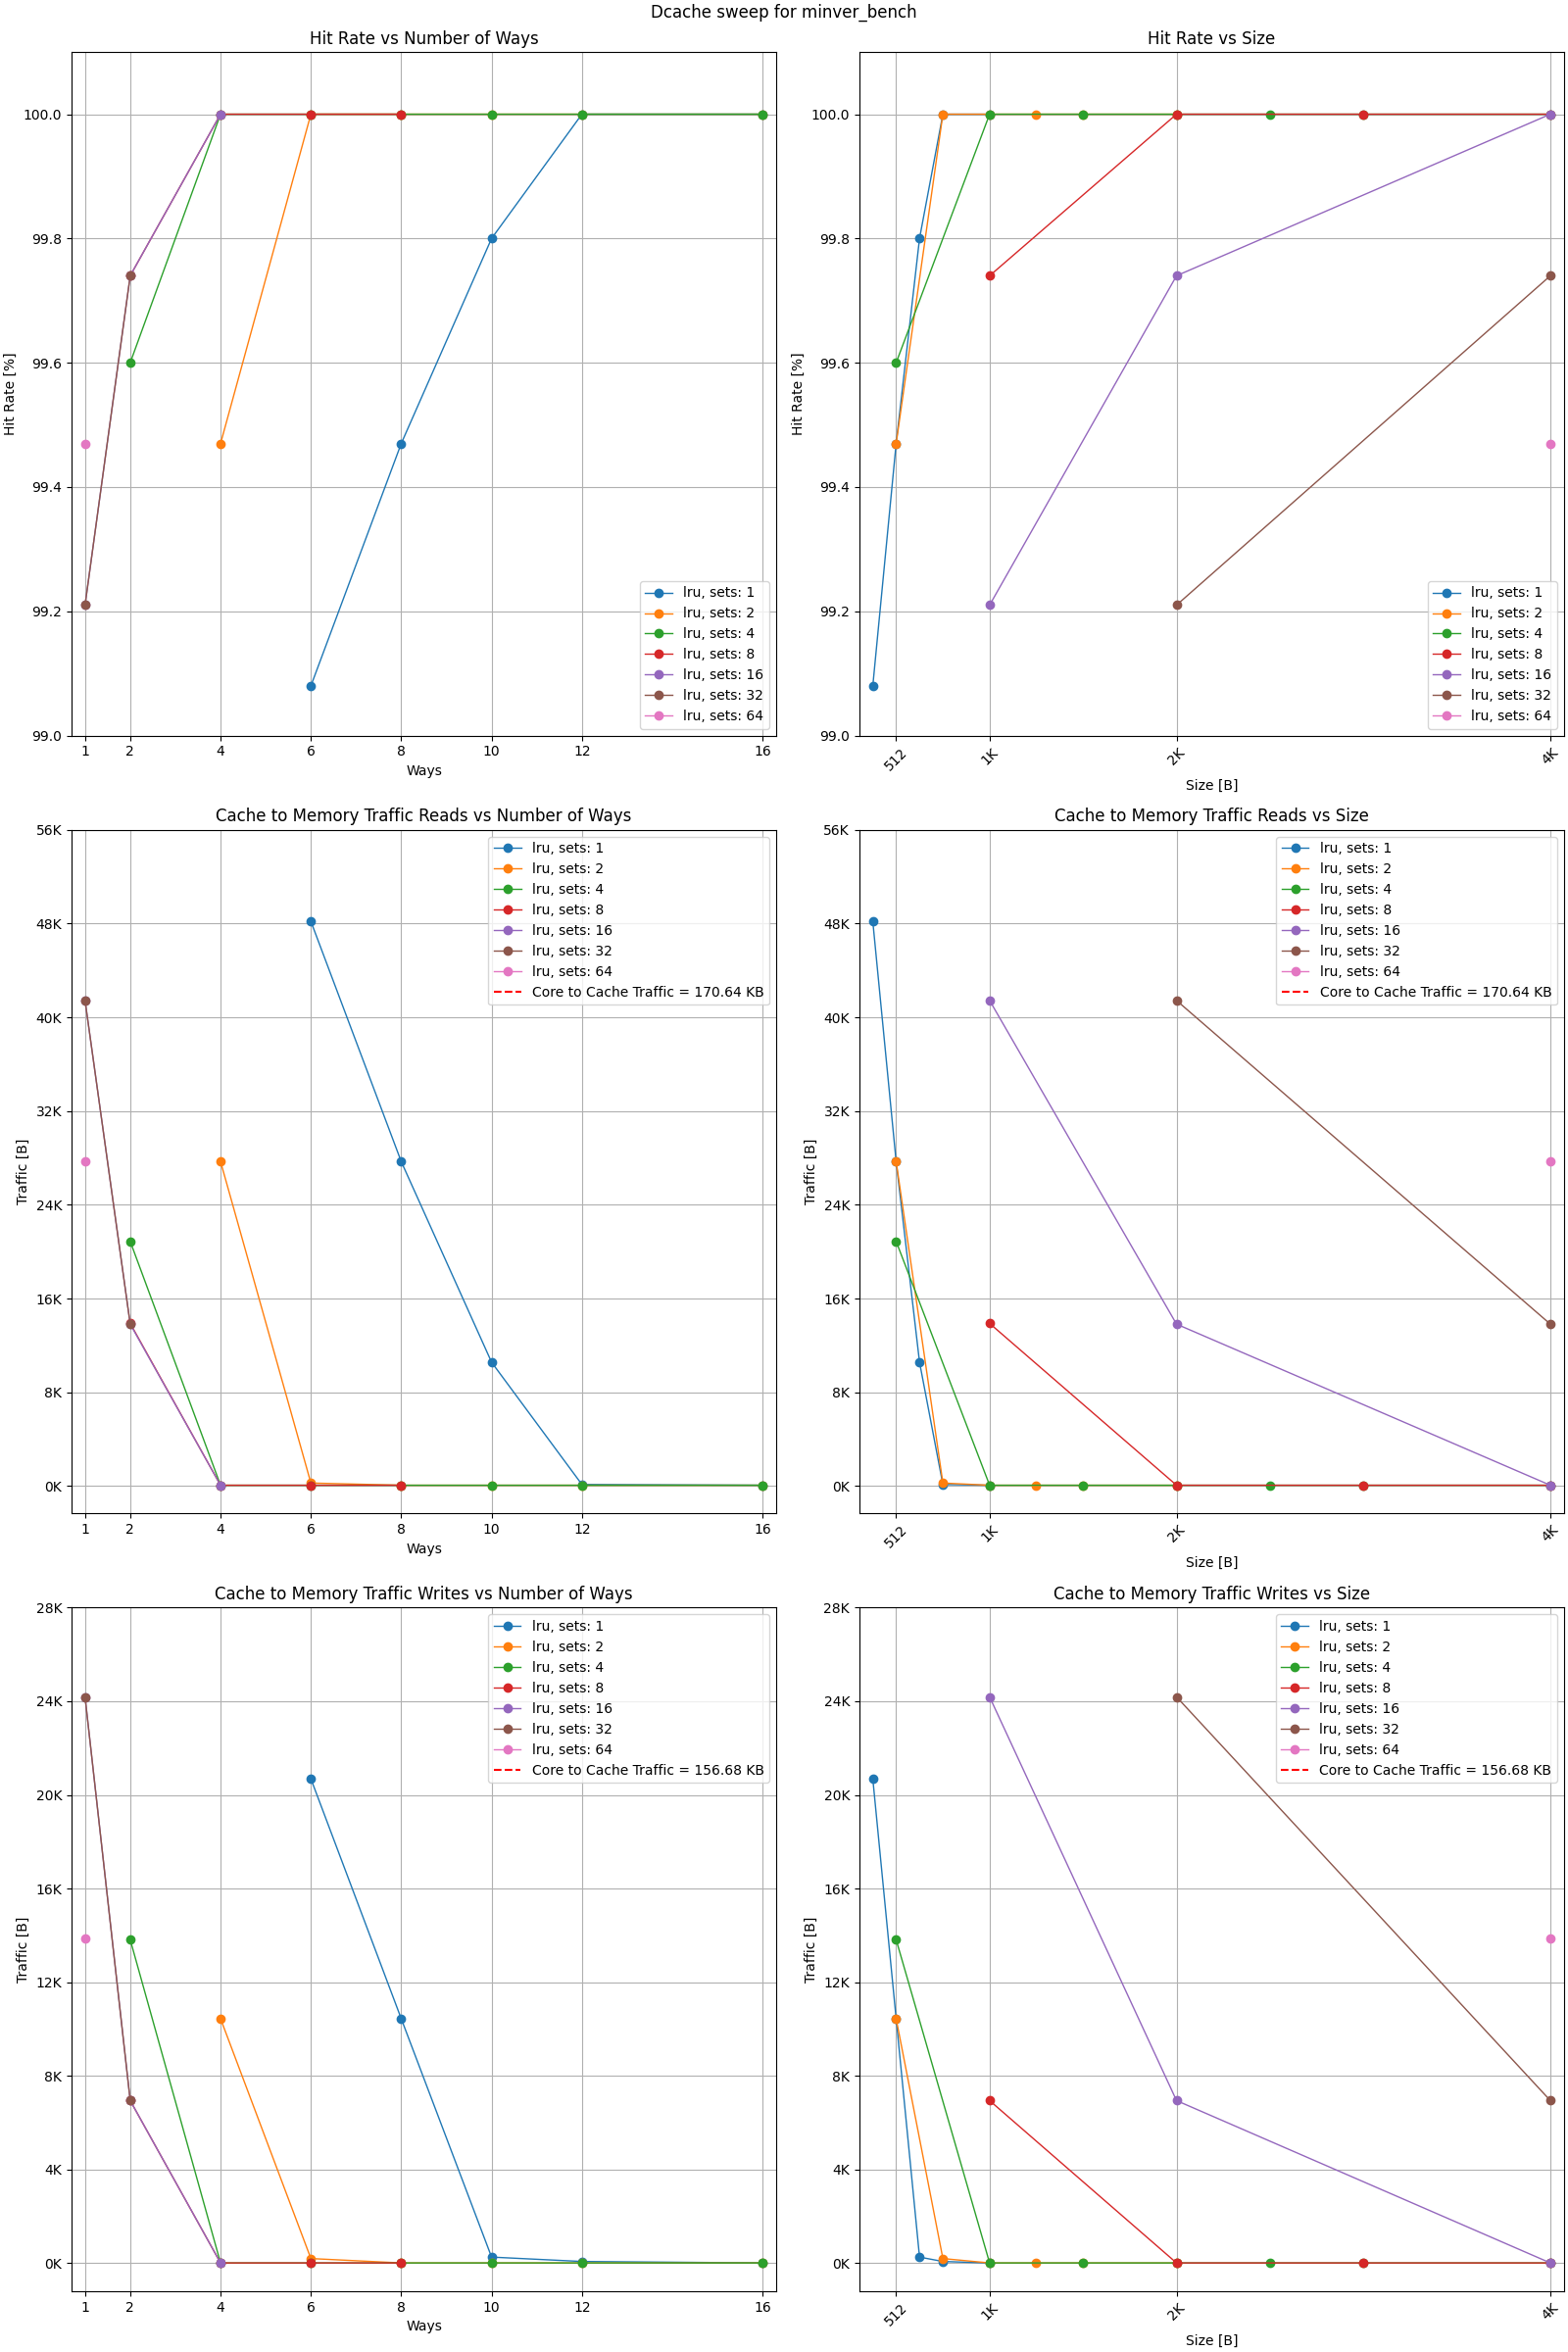 Dcache sweep for minver_bench
Hit Rate vs Number of Ways
Hit Rate [%]
100.0
99.8
99.6
99.4
99.2
99.0
lru, sets: 1
lru, sets: 2
lru, sets: 4
lru, sets: 8
lru, sets: 16
lru, sets: 32
lru, sets: 64
1 2 4 6 8 10 12 16
Ways
Hit Rate vs Size
Hit Rate [%]
100.0
99.8
99.6
99.4
99.2
99.0
lru, sets: 1
lru, sets: 2
lru, sets: 4
lru, sets: 8
lru, sets: 16
lru, sets: 32
lru, sets: 64
512 1K 2K 4K
Size [B]
Cache to Memory Traffic Reads vs Number of Ways
Traffic [B]
56K
48K
40K
32K
24K
16K
8K
0K
lru, sets: 1
lru, sets: 2
lru, sets: 4
lru, sets: 8
lru, sets: 16
lru, sets: 32
lru, sets: 64
Core to Cache Traffic = 170.64 KB
1 2 4 6 8 10 12 16
Ways
Cache to Memory Traffic Reads vs Size
Traffic [B]
56K
48K
40K
32K
24K
16K
8K
0K
lru, sets: 1
lru, sets: 2
lru, sets: 4
lru, sets: 8
lru, sets: 16
lru, sets: 32
lru, sets: 64
Core to Cache Traffic = 170.64 KB
512 1K 2K 4K
Size [B]
Cache to Memory Traffic Writes vs Number of Ways
Traffic [B]
28K
24K
20K
16K
12K
8K
4K
0K
lru, sets: 1
lru, sets: 2
lru, sets: 4
lru, sets: 8
lru, sets: 16
lru, sets: 32
lru, sets: 64
Core to Cache Traffic = 156.68 KB
1 2 4 6 8 10 12 16
Ways
Cache to Memory Traffic Writes vs Size
Traffic [B]
28K
24K
20K
16K
12K
8K
4K
0K
lru, sets: 1
lru, sets: 2
lru, sets: 4
lru, sets: 8
lru, sets: 16
lru, sets: 32
lru, sets: 64
Core to Cache Traffic = 156.68 KB
512 1K 2K 4K
Size [B]